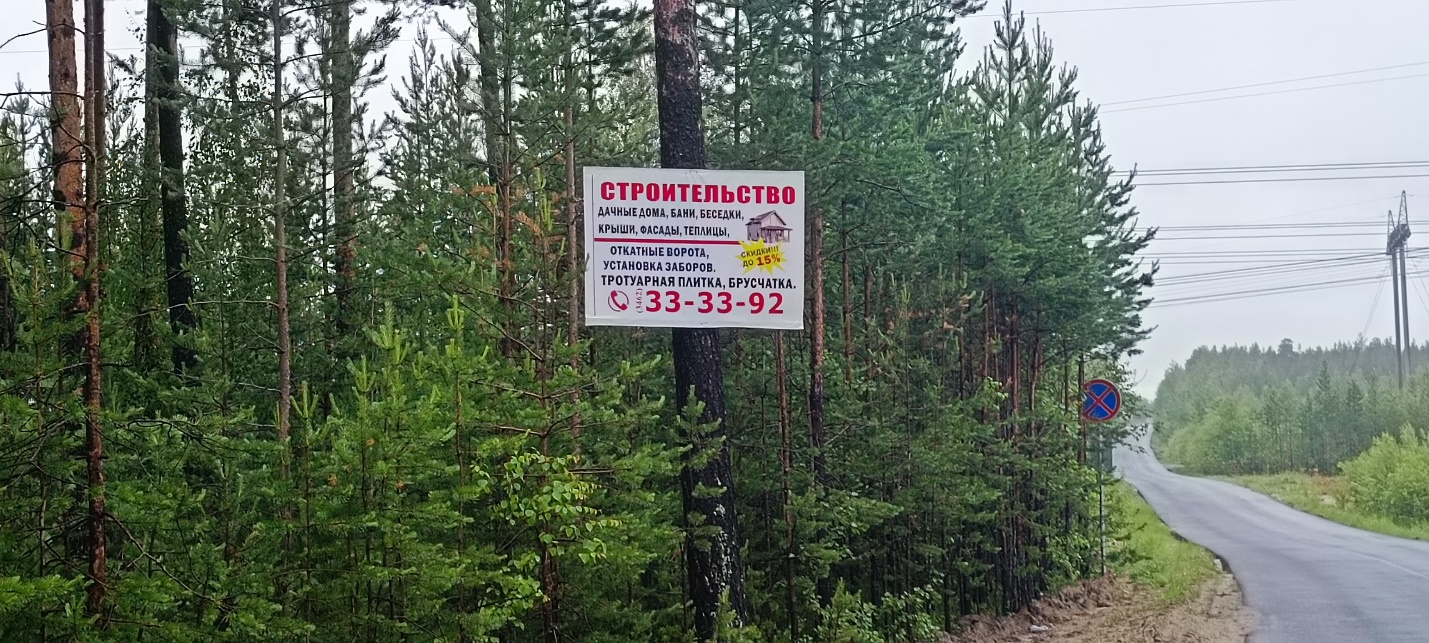 СТРОИТЕЛЬСТВО
ДАЧНЫЕ ДОМА, БАНИ, БЕСЕДКИ,
КРЫШИ, ФАСАДЫ, ТЕПЛИЦЫ,
СКИДКИ!!!
ДО 15%
ОТКАТНЫЕ ВОРОТА,
УСТАНОВКА ЗАБОРОВ.
ТРОТУАРНАЯ ПЛИТКА, БРУСЧАТКА.
(3462) 33-33-92